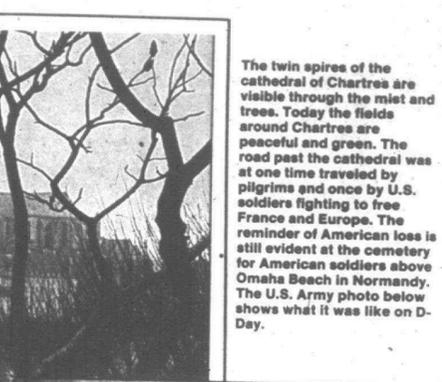 The twin spires of the
cathedral of Chartres are
visible through the mist and
trees. Today the fields
around Chartres are
peaceful and green. The
road past the cathedral was
at one time traveled by
pilgrims and once by U.S.
soldiers fighting to free
France and Europe. The
reminder of American loss is
still evident at the cemetery
for American soldiers above
Omaha Beach in Normandy.
The U.S. Army photo below
shows what it was like on D-
Day.